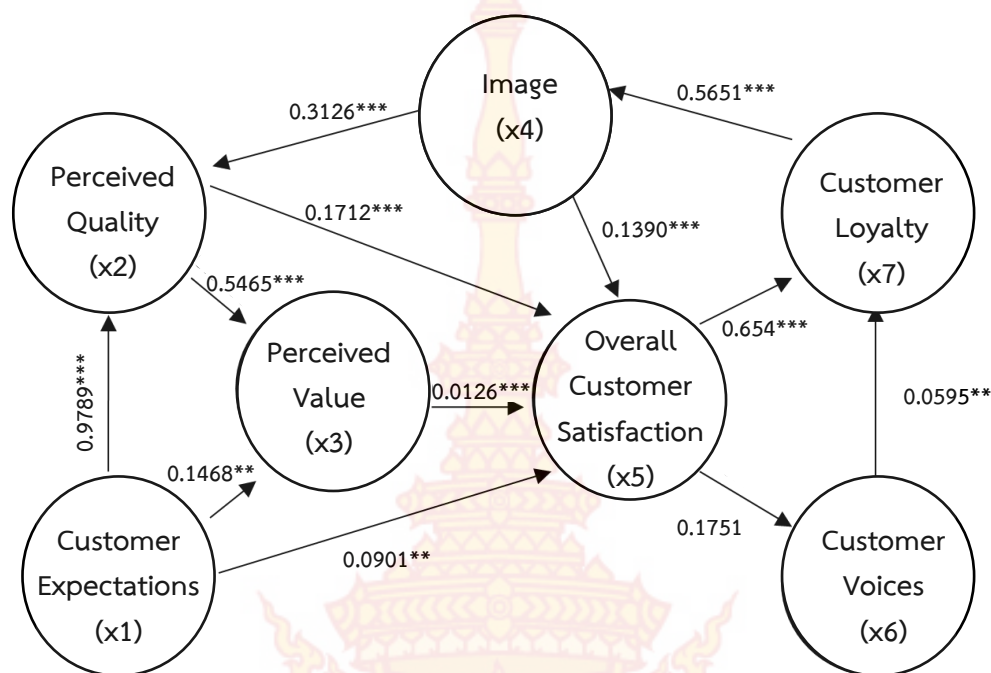 Image
(x4)
0.3126***
0.5651***
Perceived
Quality
(x2)
Customer
Loyalty
(x7)
0.1712***
0.1390***
0.5465***
0.654***
Perceived
Value
(x3)
0.0126***
Overall
Customer
Satisfaction
(x5)
0.9789***
0.0595**
0.1468**
0.0901**
0.1751
Customer
Expectations
(x1)
Customer
Voices
(x6)